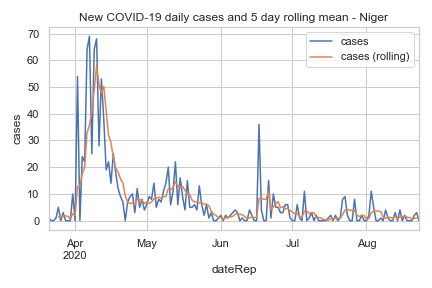 New COVID-19 daily cases and 5 day rolling mean - Niger
cases
cases (rolling)
70
60
50
40
30
20
10
0
cases
Apr
2020
May
Jun
Jul
Aug
dateRep